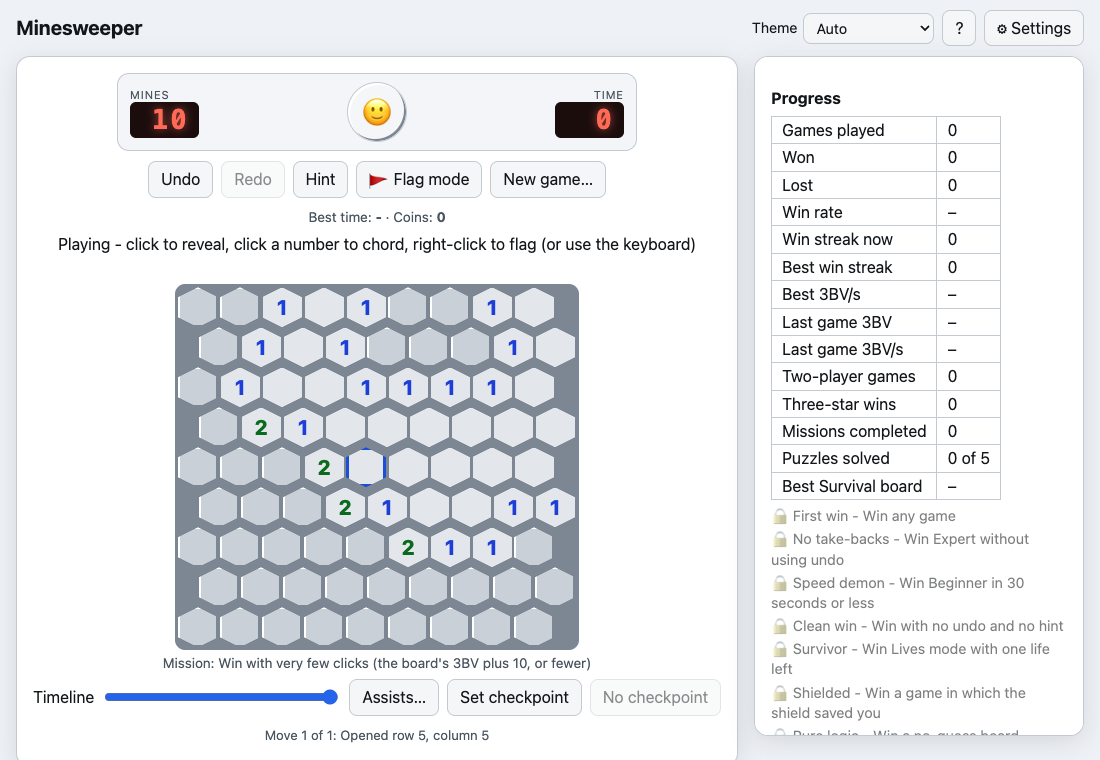 Minesweeper
Theme Auto ? ⚙ Settings
MINES
10
🙂
TIME
0
Undo Redo Hint 🚩 Flag mode New game...
Best time: - · Coins: 0
Playing - click to reveal, click a number to chord, right-click to flag (or use the keyboard)
1 1 1
1 1 1
1 1 1 1 1
2 1
2
2 1 1 1
2 1 1
Mission: Win with very few clicks (the board's 3BV plus 10, or fewer)
Timeline Assists... Set checkpoint No checkpoint
Move 1 of 1: Opened row 5, column 5
Progress
Games played 0
Won 0
Lost 0
Win rate –
Win streak now 0
Best win streak 0
Best 3BV/s –
Last game 3BV –
Last game 3BV/s –
Two-player games 0
Three-star wins 0
Missions completed 0
Puzzles solved 0 of 5
Best Survival board –
🔒 First win - Win any game
🔒 No take-backs - Win Expert without
using undo
🔒 Speed demon - Win Beginner in 30
seconds or less
🔒 Clean win - Win with no undo and no hint
🔒 Survivor - Win Lives mode with one life
left
🔒 Shielded - Win a game in which the
shield saved you
🔒 Pure logic - Win a no-guess board